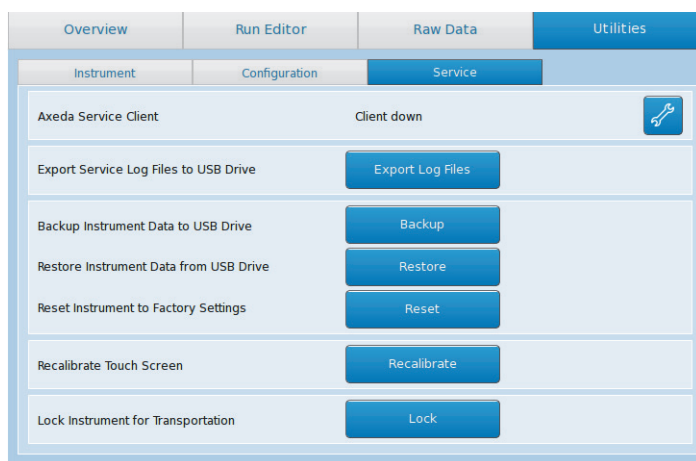 Overview Run Editor Raw Data Utilities
Instrument Configuration Service
Axeda Service Client Client down
Export Service Log Files to USB Drive Export Log Files
Backup Instrument Data to USB Drive Backup
Restore Instrument Data from USB Drive Restore
Reset Instrument to Factory Settings Reset
Recalibrate Touch Screen Recalibrate
Lock Instrument for Transportation Lock